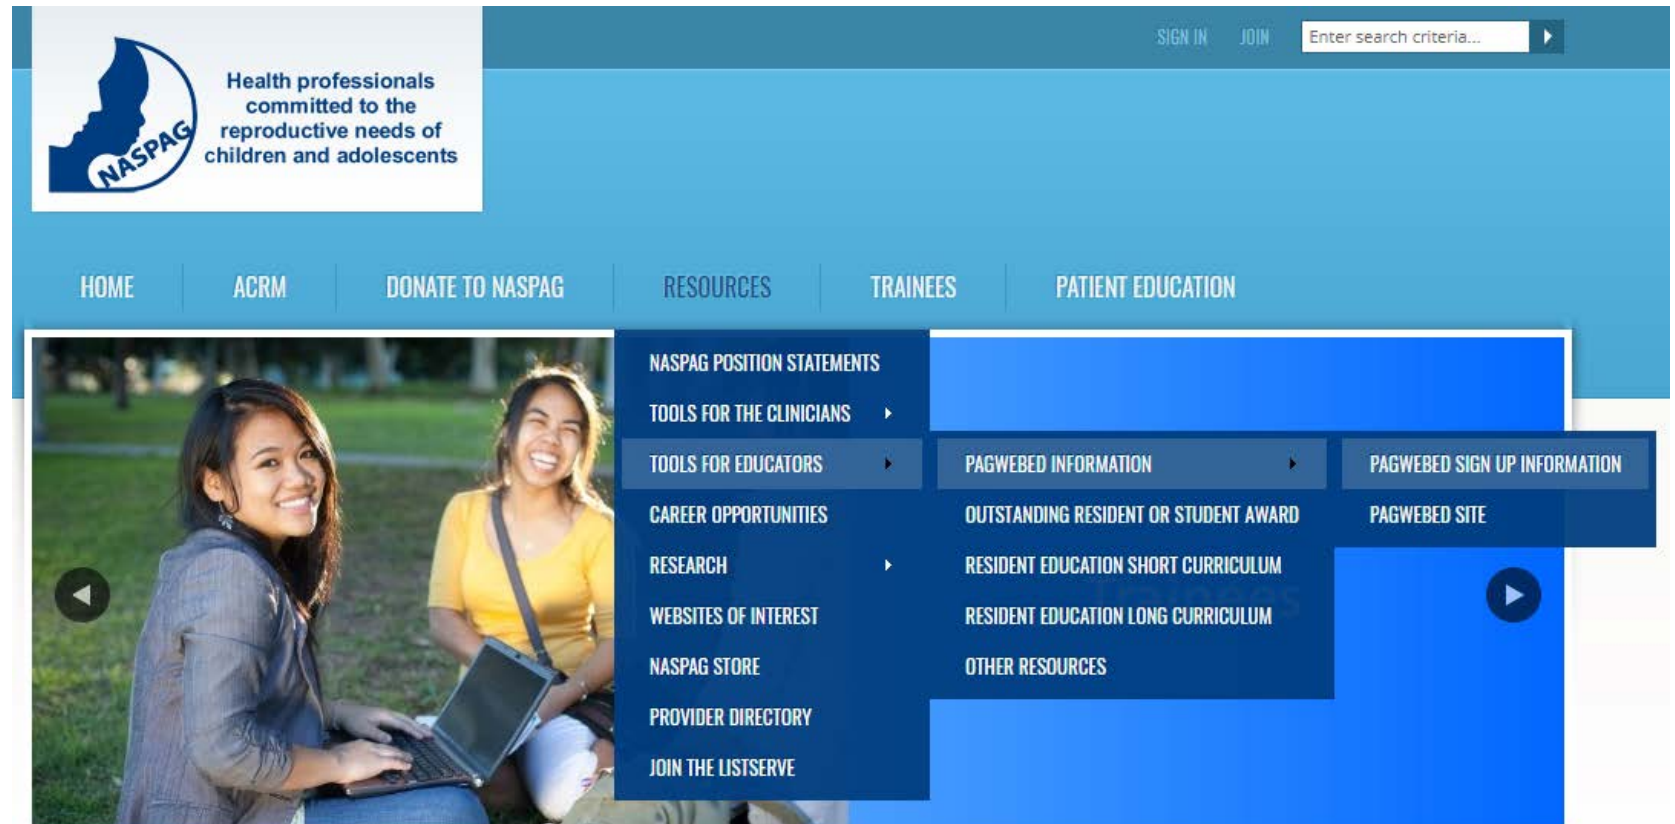 SIGN IN
JOIN
Enter search criteria...
Health professionals
committed to the
reproductive needs of
children and adolescents
NASPAG
HOME
ACRM
DONATE TO NASPAG
RESOURCES
TRAINEES
PATIENT EDUCATION
NASPAG POSITION STATEMENTS
TOOLS FOR THE CLINICIANS
TOOLS FOR EDUCATORS
CAREER OPPORTUNITIES
RESEARCH
WEBSITES OF INTEREST
NASPAG STORE
PROVIDER DIRECTORY
JOIN THE LISTSERVE
PAGWEBED INFORMATION
OUTSTANDING RESIDENT OR STUDENT AWARD
RESIDENT EDUCATION SHORT CURRICULUM
RESIDENT EDUCATION LONG CURRICULUM
OTHER RESOURCES
PAGWEBED SIGN UP INFORMATION
PAGWEBED SITE
Trainees